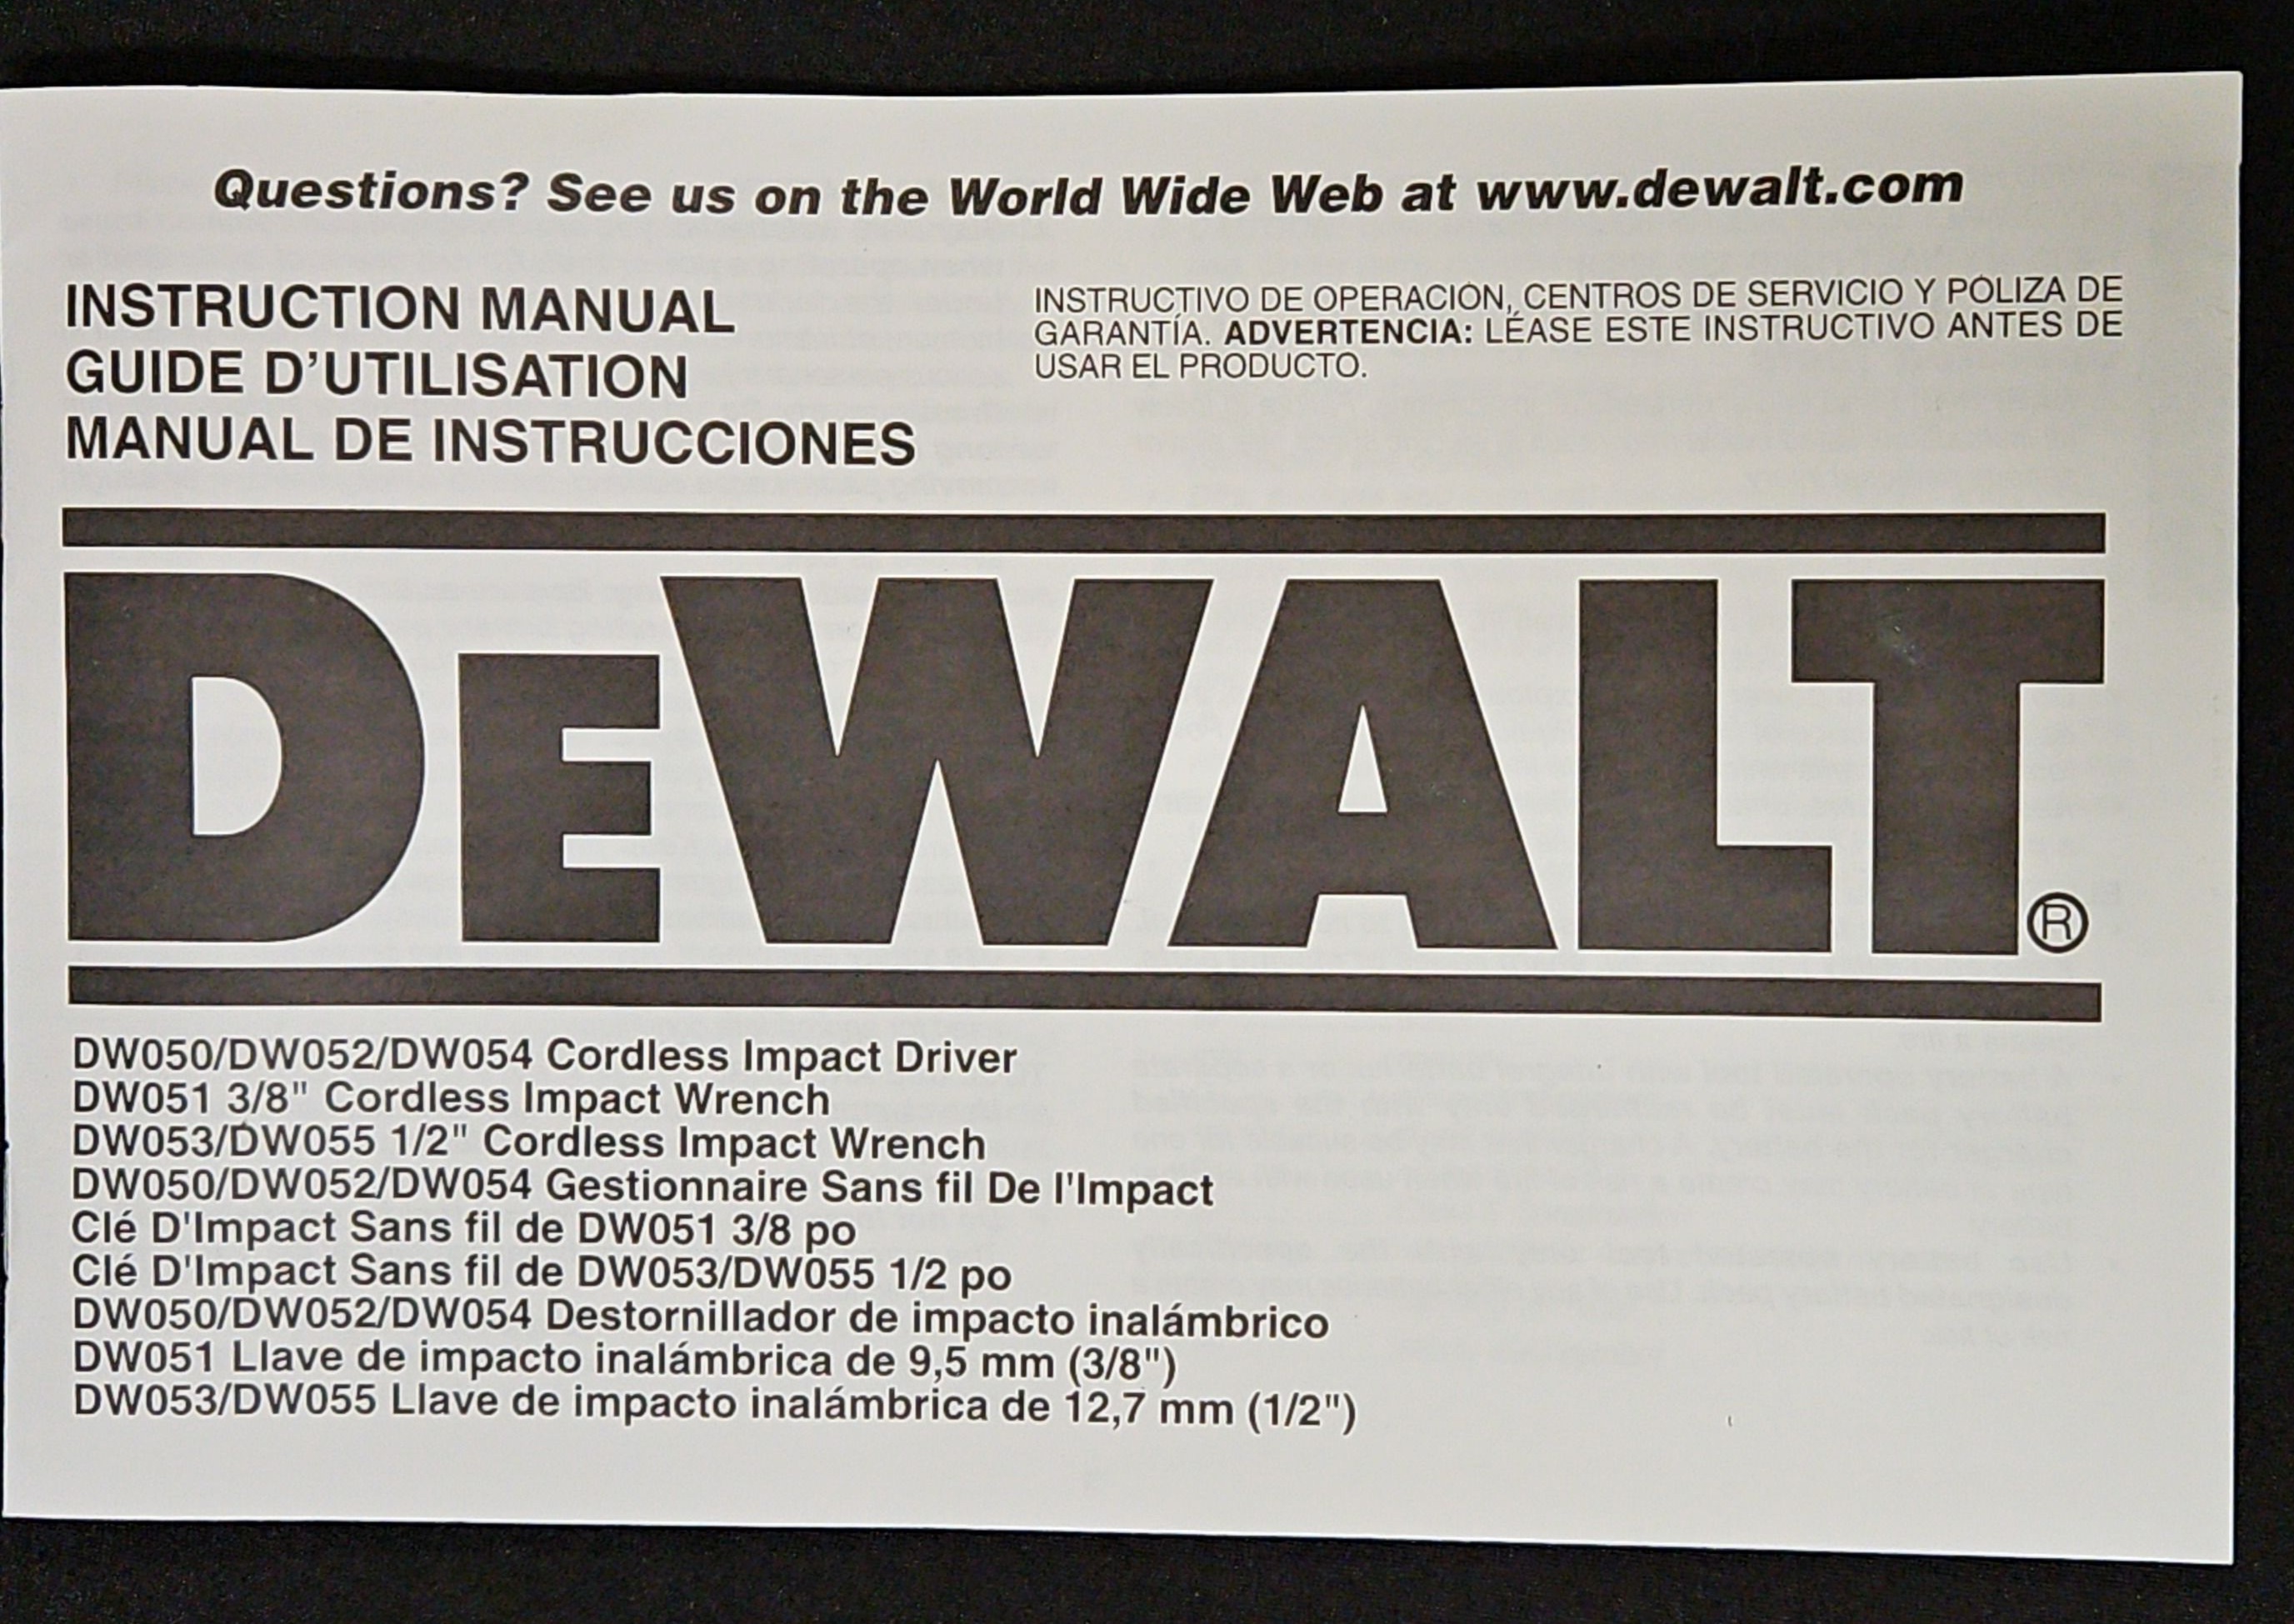 Questions? See us on the World Wide Web at www.dewalt.com
INSTRUCTION MANUAL
GUIDE D'UTILISATION
MANUAL DE INSTRUCCIONES
INSTRUCTIVO DE OPERACIÓN, CENTROS DE SERVICIO Y PÓLIZA DE
GARANTÍA. ADVERTENCIA: LÉASE ESTE INSTRUCTIVO ANTES DE
USAR EL PRODUCTO.
DEWALT®
DW050/DW052/DW054 Cordless Impact Driver
DW051 3/8" Cordless Impact Wrench
DW053/DW055 1/2" Cordless Impact Wrench
DW050/DW052/DW054 Gestionnaire Sans fil De l'Impact
Clé D'Impact Sans fil de DW051 3/8 po
Clé D'Impact Sans fil de DW053/DW055 1/2 po
DW050/DW052/DW054 Destornillador de impacto inalámbrico
DW051 Llave de impacto inalámbrica de 9,5 mm (3/8")
DW053/DW055 Llave de impacto inalámbrica de 12,7 mm (1/2")